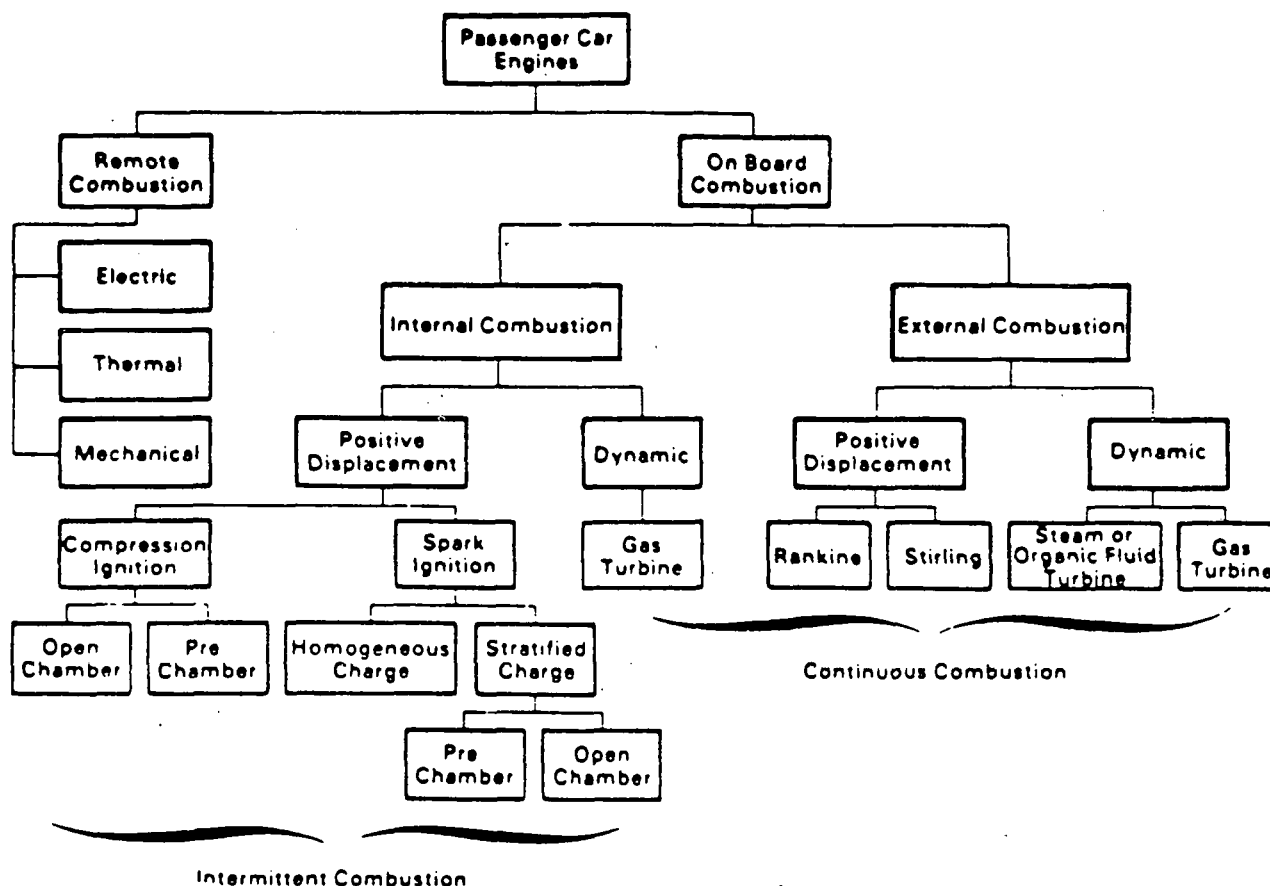 Passenger Car
Engines
Remote
Combustion
On Board
Combustion
Electric
Thermal
Mechanical
Internal Combustion
External Combustion
Positive
Displacement
Dynamic
Positive
Displacement
Dynamic
Compression
Ignition
Spark
Ignition
Gas
Turbine
Rankine
Stirling
Steam or
Organic Fluid
Turbine
Gas
Turbine
Open
Chamber
Pre
Chamber
Homogeneous
Charge
Stratified
Charge
Continuous Combustion
Pre
Chamber
Open
Chamber
Intermittent Combustion